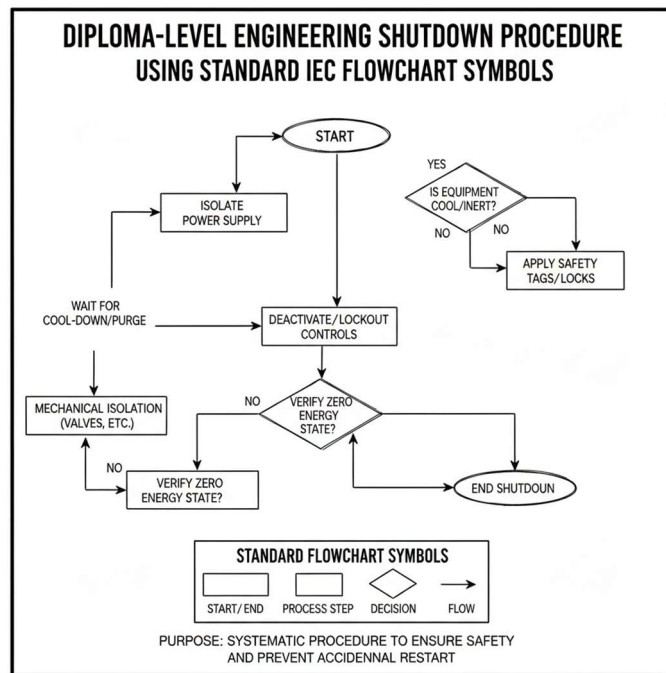 DIPLOMA-LEVEL ENGINEERING SHUTDOWN PROCEDURE
USING STANDARD IEC FLOWCHART SYMBOLS
START
ISOLATE
POWER SUPPLY
YES
IS EQUIPMENT
COOL/INERT?
NO
NO
APPLY SAFETY
TAGS/LOCKS
WAIT FOR
COOL-DOWN/PURGE
DEACTIVATE/LOCKOUT
CONTROLS
MECHANICAL ISOLATION
(VALVES, ETC.)
NO
VERIFY ZERO
ENERGY
STATE?
NO
VERIFY ZERO
ENERGY STATE?
END SHUTDOUN
STANDARD FLOWCHART SYMBOLS
START/ END
PROCESS STEP
DECISION
FLOW
PURPOSE: SYSTEMATIC PROCEDURE TO ENSURE SAFETY
AND PREVENT ACCIDENNAL RESTART